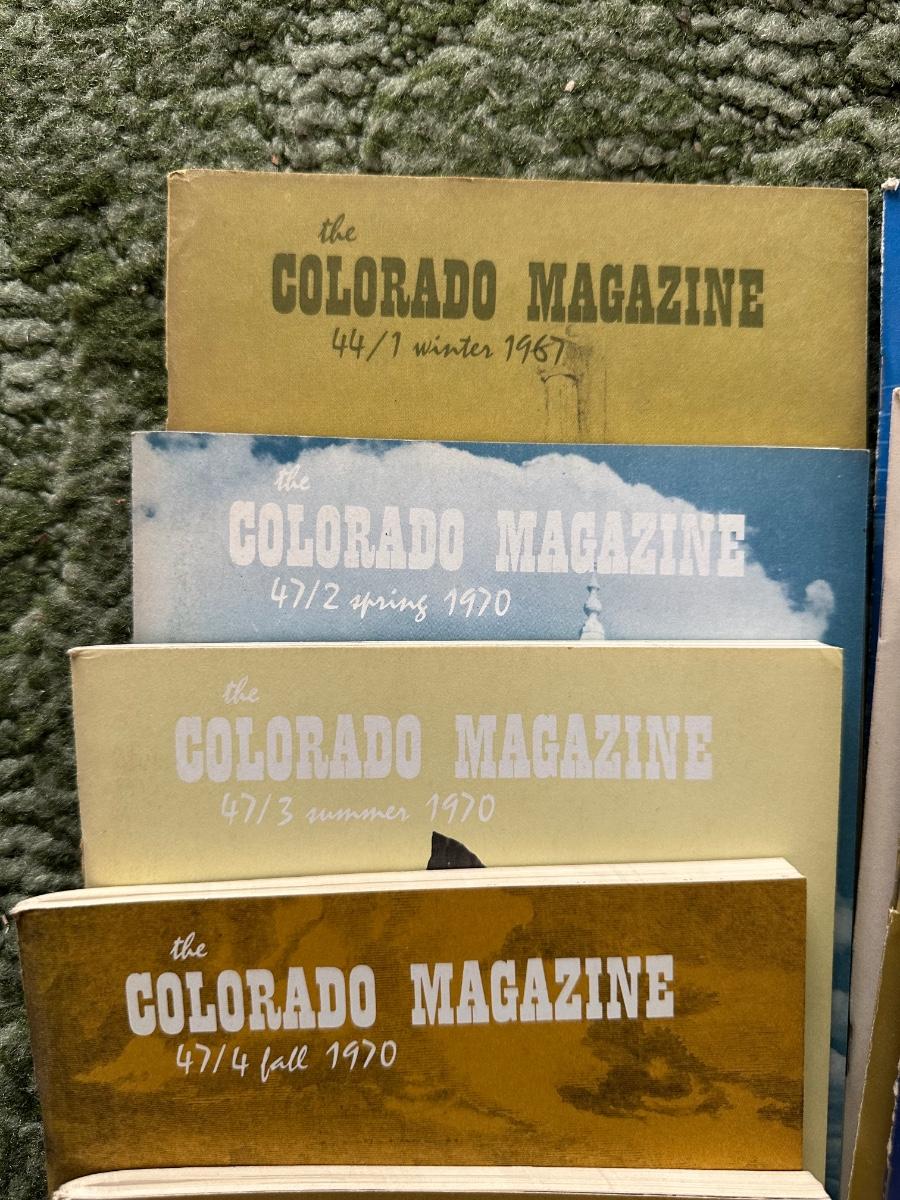 the
COLORADO MAGAZINE
44/1 winter 1967
the
COLORADO MAGAZINE
47/2 spring 1970
the
COLORADO MAGAZINE
47/3 summer 1970
the
COLORADO MAGAZINE
47/4 fall 1970